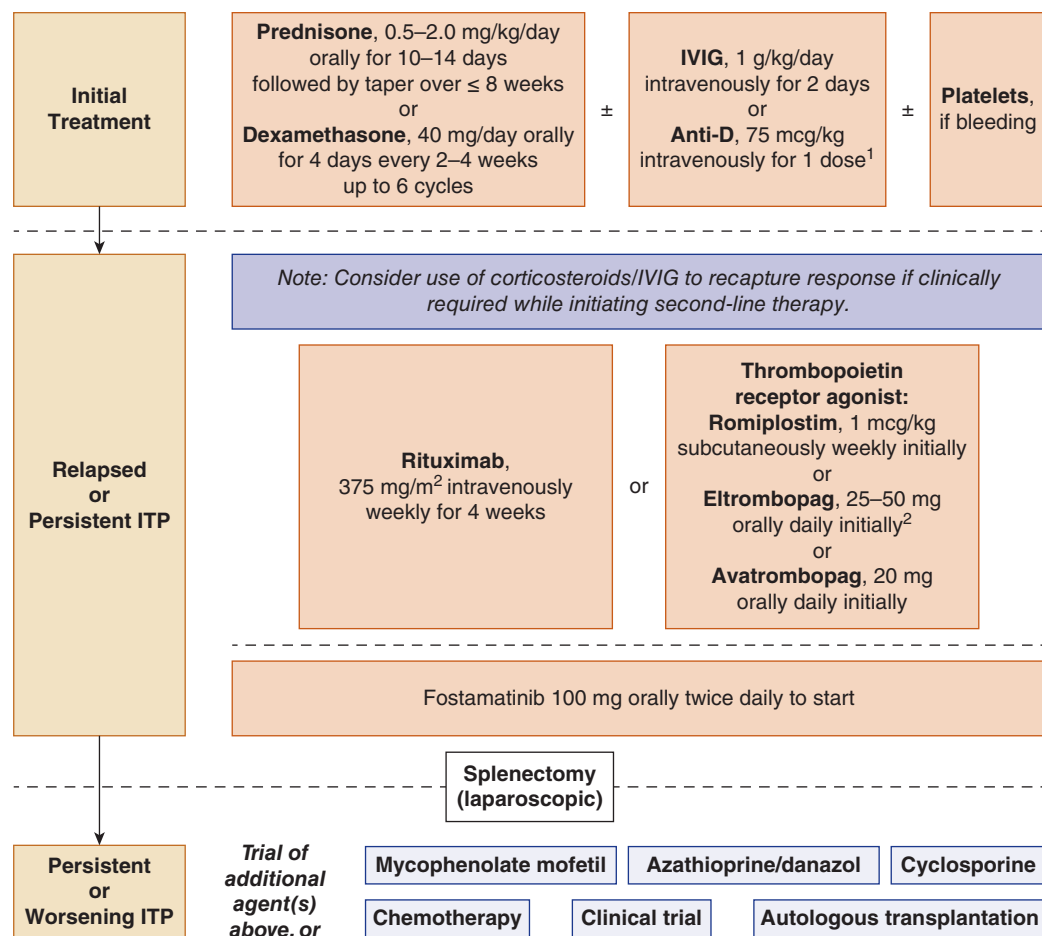 Initial
Treatment
Prednisone, 0.5–2.0 mg/kg/day
orally for 10–14 days
followed by taper over ≤ 8 weeks
or
Dexamethasone, 40 mg/day orally
for 4 days every 2–4 weeks
up to 6 cycles
±
IVIG, 1 g/kg/day
intravenously for 2 days
or
Anti-D, 75 mcg/kg
intravenously for 1 dose¹
±
Platelets,
if bleeding
Relapsed
or
Persistent ITP
Note: Consider use of corticosteroids/IVIG to recapture response if clinically
required while initiating second-line therapy.
Rituximab,
375 mg/m² intravenously
weekly for 4 weeks
or
Thrombopoietin
receptor agonist:
Romiplostim, 1 mcg/kg
subcutaneously weekly initially
or
Eltrombopag, 25–50 mg
orally daily initially²
or
Avatrombopag, 20 mg
orally daily initially
Fostamatinib 100 mg orally twice daily to start
Splenectomy
(laparoscopic)
Persistent
or
Worsening ITP
Trial of
additional
agent(s)
above, or
Mycophenolate mofetil
Azathioprine/danazol
Cyclosporine
Chemotherapy
Clinical trial
Autologous transplantation